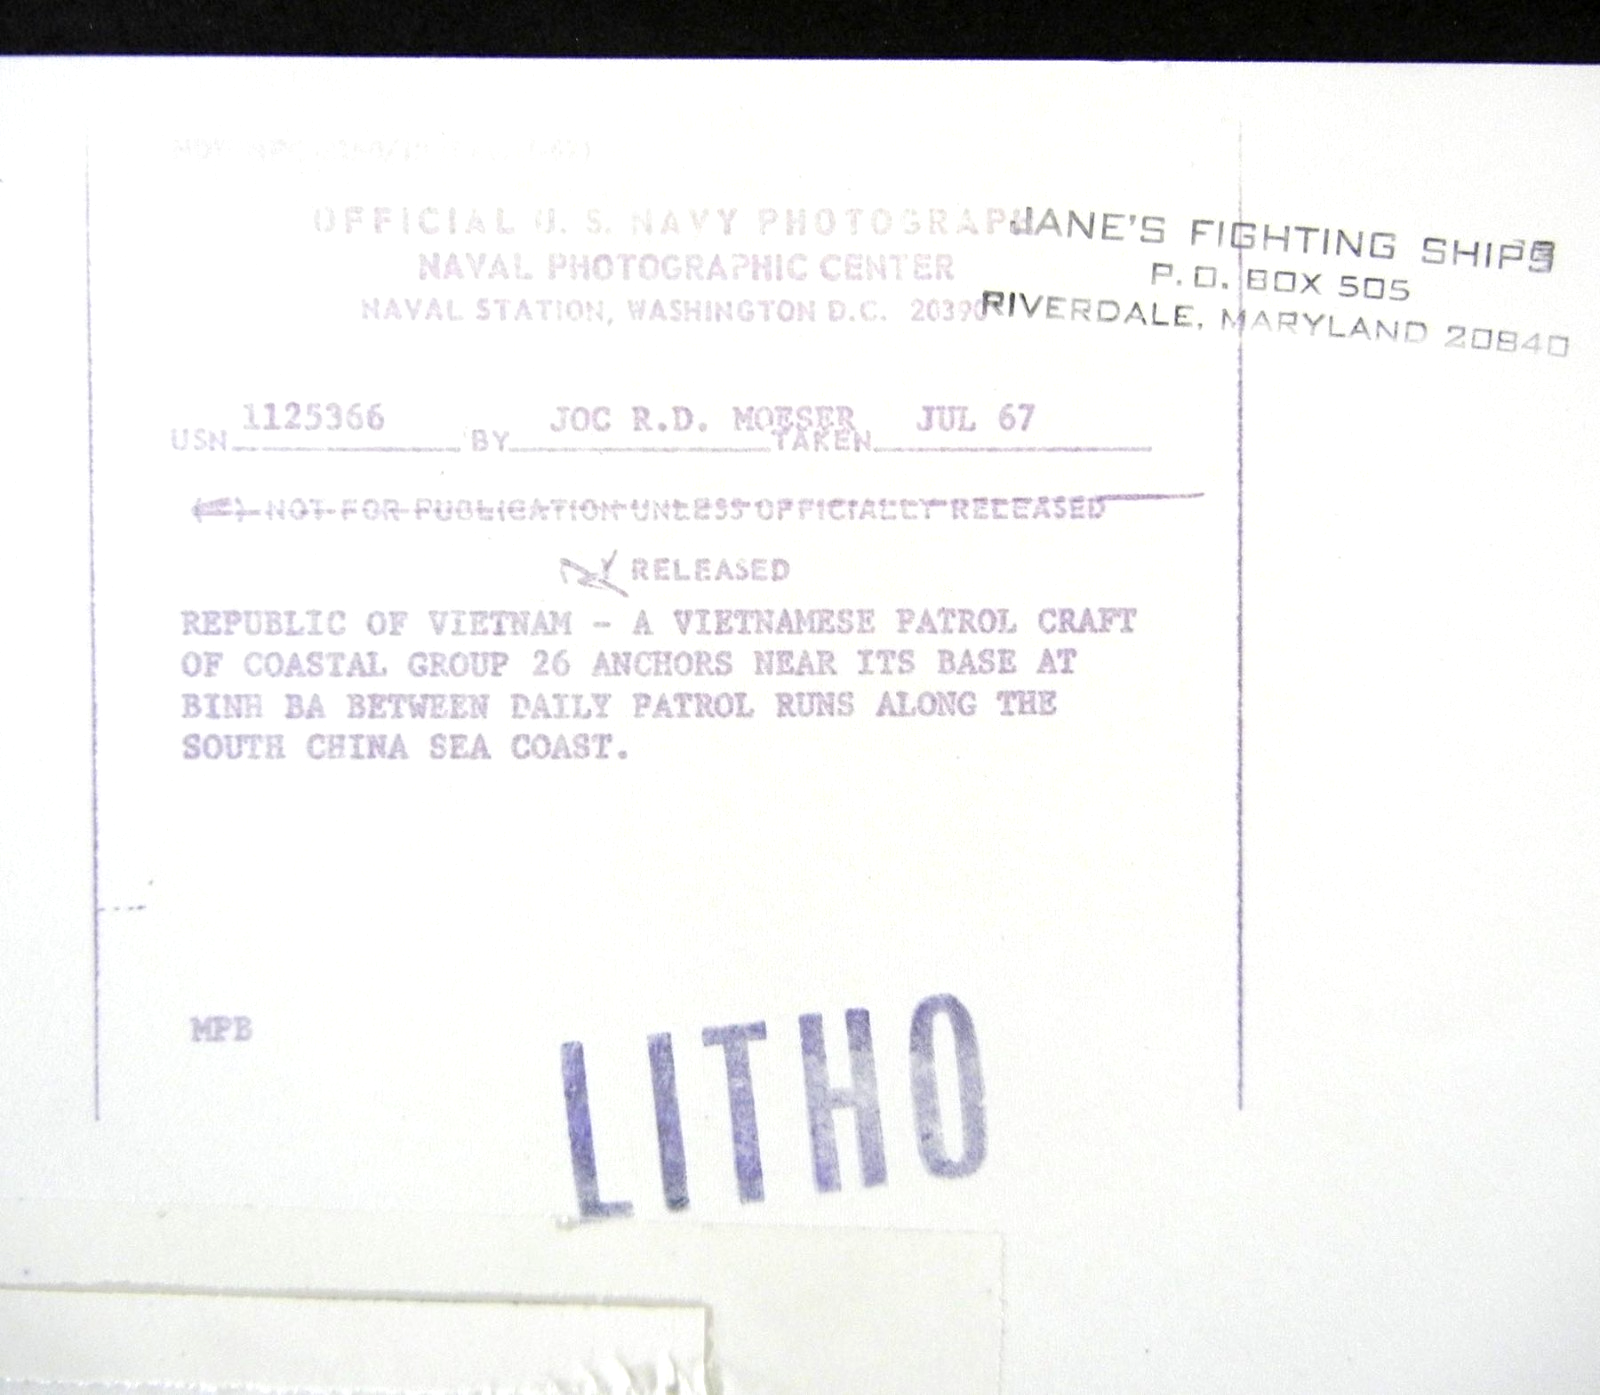 OFFICIAL U. S. NAVY PHOTOGRAPH
NAVAL PHOTOGRAPHIC CENTER
NAVAL STATION, WASHINGTON D.C. 20390
JANE'S FIGHTING SHIPS
P.O. BOX 505
RIVERDALE, MARYLAND 20840
USN 1125366 BY JOC R.D. MOESER TAKEN JUL 67
NOT FOR PUBLICATION UNLESS OFFICIALLY RELEASED
RELEASED
REPUBLIC OF VIETNAM - A VIETNAMESE PATROL CRAFT
OF COASTAL GROUP 26 ANCHORS NEAR ITS BASE AT
BINH BA BETWEEN DAILY PATROL RUNS ALONG THE
SOUTH CHINA SEA COAST.
MPB
LITHO